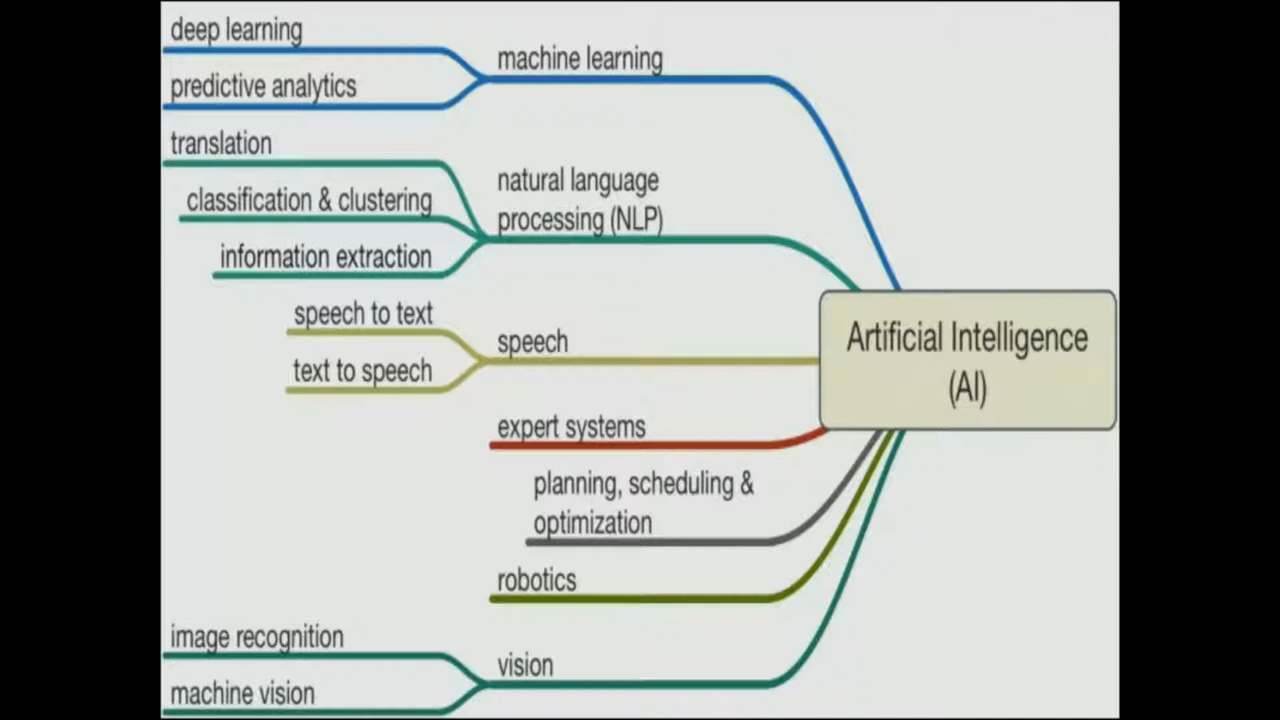 deep learning
machine learning
predictive analytics
translation
natural language
processing (NLP)
classification & clustering
information extraction
speech to text
speech
text to speech
Artificial Intelligence
(AI)
expert systems
planning, scheduling &
optimization
robotics
image recognition
vision
machine vision